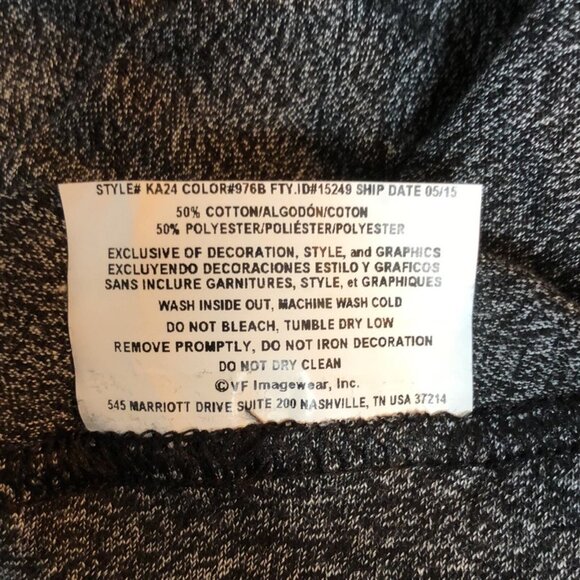 STYLE# KA24 COLOR#976B FTY.ID#15249 SHIP DATE 05/15
50% COTTON/ALGODÓN/COTON
50% POLYESTER/POLIÉSTER/POLYESTER
EXCLUSIVE OF DECORATION, STYLE, and GRAPHICS
EXCLUYENDO DECORACIONES ESTILO Y GRAFICOS
SANS INCLURE GARNITURES, STYLE, et GRAPHIQUES
WASH INSIDE OUT, MACHINE WASH COLD
DO NOT BLEACH, TUMBLE DRY LOW
REMOVE PROMPTLY, DO NOT IRON DECORATION
DO NOT DRY CLEAN
©VF Imagewear, Inc.
545 MARRIOTT DRIVE SUITE 200 NASHVILLE, TN USA 37214